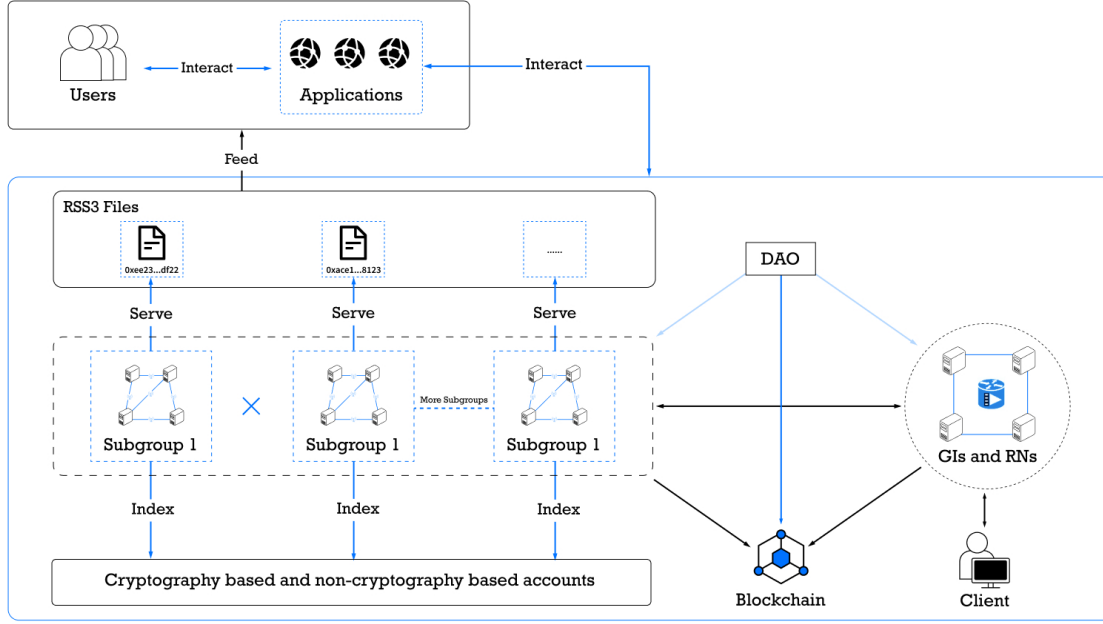 Interact
Interact
Users
Applications
Feed
RSS3 Files
0xee23...df22
0xace1...8123
......
DAO
Serve
Serve
Serve
More Subgroups
Subgroup 1
Subgroup 1
Subgroup 1
GIs and RNs
Index
Index
Index
Cryptography based and non-cryptography based accounts
Blockchain
Client